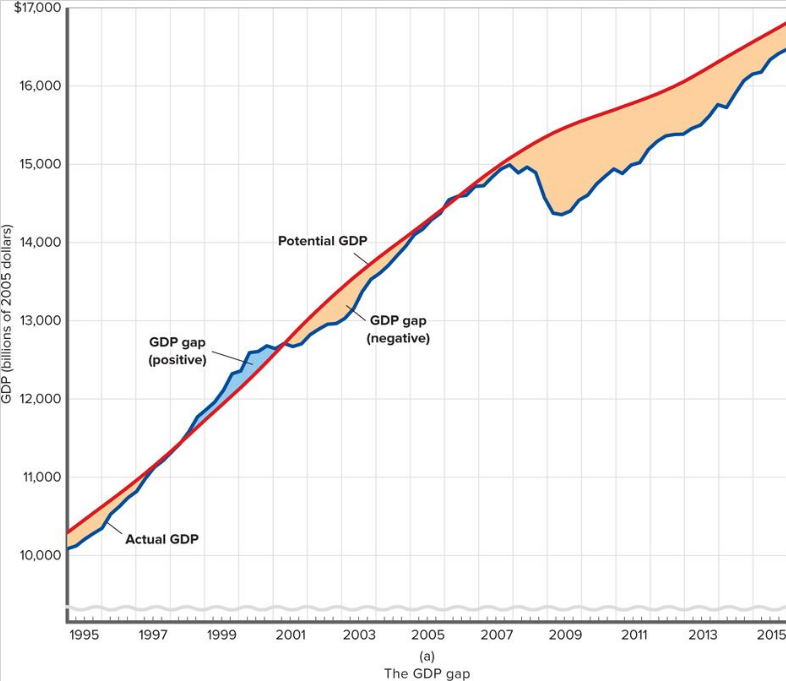 $17,000
16,000
15,000
14,000
13,000
12,000
11,000
10,000
GDP (billions of 2005 dollars)
Potential GDP
GDP gap
(negative)
GDP gap
(positive)
Actual GDP
1995 1997 1999 2001 2003 2005 2007 2009 2011 2013 2015
(a)
The GDP gap